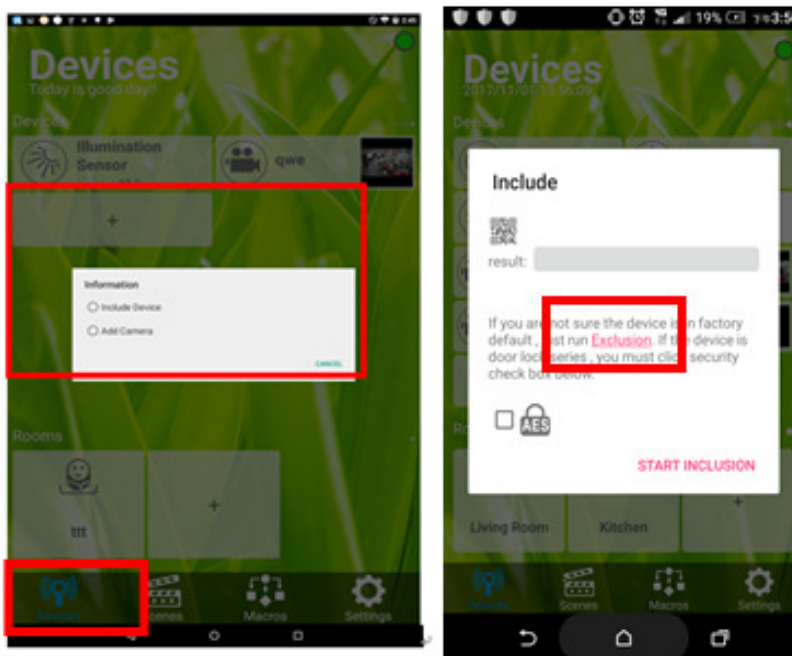 Devices
Today is good day!!
Devices
Illumination
Sensor
qwe
+
Information
Include Device
Add Camera
CANCEL
Rooms
ttt
+
Devices
Scenes
Macros
Settings
19%
Devices
2017/11/01 15:56:09
Devices
Include
result:
If you are not sure the device is in factory
default , just run Exclusion. If the device is
door lock series , you must click security
check box below.
AES
START INCLUSION
+
Living Room
Kitchen
Devices
Scenes
Macros
Settings